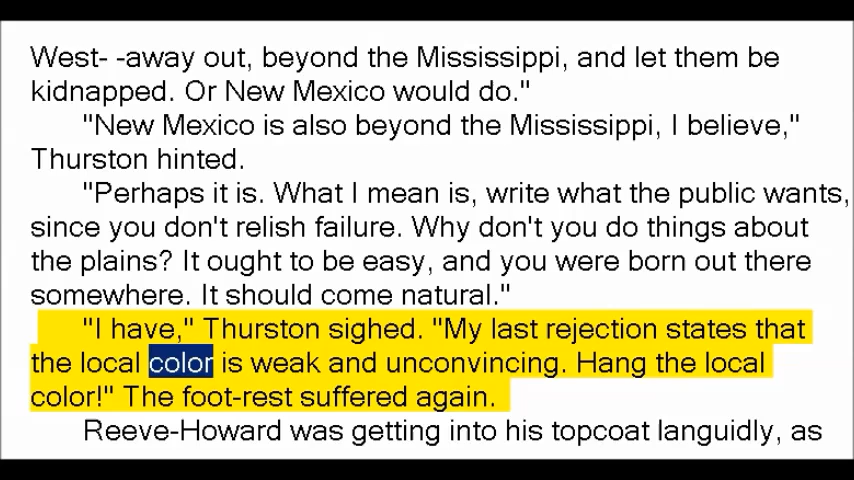 West- -away out, beyond the Mississippi, and let them be
kidnapped. Or New Mexico would do."
"New Mexico is also beyond the Mississippi, I believe,"
Thurston hinted.
"Perhaps it is. What I mean is, write what the public wants,
since you don't relish failure. Why don't you do things about
the plains? It ought to be easy, and you were born out there
somewhere. It should come natural."
"I have," Thurston sighed. "My last rejection states that
the local color is weak and unconvincing. Hang the local
color!" The foot-rest suffered again.
Reeve-Howard was getting into his topcoat languidly, as